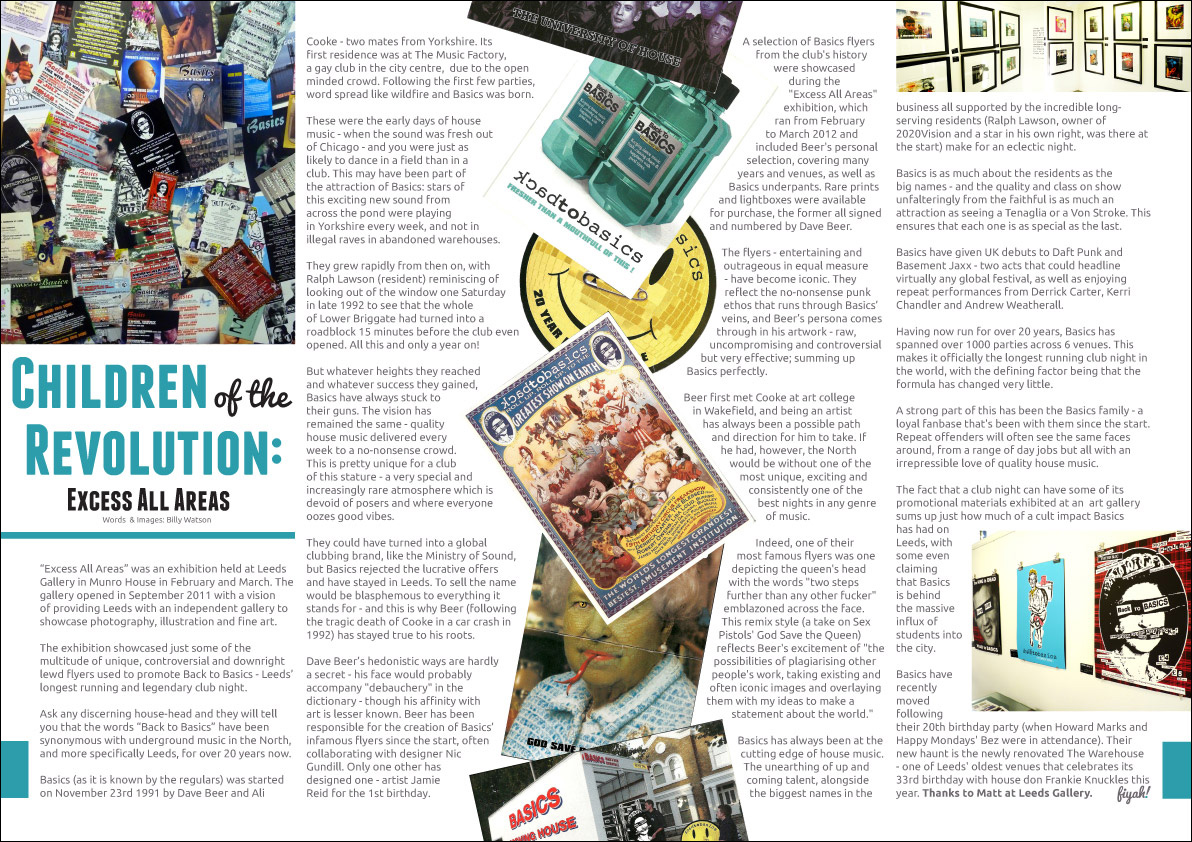 CHILDREN of the
REVOLUTION:
EXCESS ALL AREAS
Words & Images: Billy Watson
“Excess All Areas” was an exhibition held at Leeds
Gallery in Munro House in February and March. The
gallery opened in September 2011 with a vision
of providing Leeds with an independent gallery to
showcase photography, illustration and fine art.
The exhibition showcased just some of the
multitude of unique, controversial and downright
lewd flyers used to promote Back to Basics - Leeds’
longest running and legendary club night.
Ask any discerning house-head and they will tell
you that the words “Back to Basics” have been
synonymous with underground music in the North,
and more specifically Leeds, for over 20 years now.
Basics (as it is known by the regulars) was started
on November 23rd 1991 by Dave Beer and Ali
Cooke - two mates from Yorkshire. Its
first residence was at The Music Factory,
a gay club in the city centre, due to the open
minded crowd. Following the first few parties,
word spread like wildfire and Basics was born.
These were the early days of house
music - when the sound was fresh out
of Chicago - and you were just as
likely to dance in a field than in a
club. This may have been part of
the attraction of Basics: stars of
this exciting new sound from
across the pond were playing
in Yorkshire every week, and not in
illegal raves in abandoned warehouses.
They grew rapidly from then on, with
Ralph Lawson (resident) reminiscing of
looking out of the window one Saturday
in late 1992 to see that the whole
of Lower Briggate had turned into a
roadblock 15 minutes before the club even
opened. All this and only a year on!
But whatever heights they reached
and whatever success they gained,
Basics have always stuck to
their guns. The vision has
remained the same - quality
house music delivered every
week to a no-nonsense crowd.
This is pretty unique for a club
of this stature - a very special and
increasingly rare atmosphere which is
devoid of posers and where everyone
oozes good vibes.
They could have turned into a global
clubbing brand, like the Ministry of Sound,
but Basics rejected the lucrative offers
and have stayed in Leeds. To sell the name
would be blasphemous to everything it
stands for - and this is why Beer (following
the tragic death of Cooke in a car crash in
1992) has stayed true to his roots.
Dave Beer's hedonistic ways are hardly
a secret - his face would probably
accompany "debauchery" in the
dictionary - though his affinity with
art is lesser known. Beer has been
responsible for the creation of Basics'
infamous flyers since the start, often
collaborating with designer Nic
Gundill. Only one other has
designed one - artist Jamie
Reid for the 1st birthday.
THE UNIVERSITY OF HOUSE
BACK TO BASICS
BACK TO BASICS
backtobasics
FRESHER THAN A MOUTHFUL OF THIS !
basics
20 YEAR
backtobasics
ROLL UP, ROLL UP TO THE
GREATEST SHOW ON EARTH
THE WORLDS LONGEST GRANDEST
BESTEST, AMUSEMENT INSTITUTION.
GOD SAVE
BASICS
MOVING HOUSE
A selection of Basics flyers
from the club's history
were showcased
during the
"Excess All Areas"
exhibition, which
ran from February
to March 2012 and
included Beer's personal
selection, covering many
years and venues, as well as
Basics underpants. Rare prints
and lightboxes were available
for purchase, the former all signed
and numbered by Dave Beer.
The flyers - entertaining and
outrageous in equal measure
- have become iconic. They
reflect the no-nonsense punk
ethos that runs through Basics'
veins, and Beer's persona comes
through in his artwork - raw,
uncompromising and controversial
but very effective; summing up
Basics perfectly.
Beer first met Cooke at art college
in Wakefield, and being an artist
has always been a possible path
and direction for him to take. If
he had, however, the North
would be without one of the
most unique, exciting and
consistently one of the
best nights in any genre
of music.
Indeed, one of their
most famous flyers was one
depicting the queen's head
with the words "two steps
further than any other fucker"
emblazoned across the face.
This remix style (a take on Sex
Pistols' God Save the Queen)
reflects Beer's excitement of "the
possibilities of plagiarising other
people's work, taking existing and
often iconic images and overlaying
them with my ideas to make a
statement about the world."
Basics has always been at the
cutting edge of house music.
The unearthing of up and
coming talent, alongside
the biggest names in the
business all supported by the incredible long-
serving residents (Ralph Lawson, owner of
2020Vision and a star in his own right, was there at
the start) make for an eclectic night.
Basics is as much about the residents as the
big names - and the quality and class on show
unfalteringly from the faithful is as much an
attraction as seeing a Tenaglia or a Von Stroke. This
ensures that each one is as special as the last.
Basics have given UK debuts to Daft Punk and
Basement Jaxx - two acts that could headline
virtually any global festival, as well as enjoying
repeat performances from Derrick Carter, Kerri
Chandler and Andrew Weatherall.
Having now run for over 20 years, Basics has
spanned over 1000 parties across 6 venues. This
makes it officially the longest running club night in
the world, with the defining factor being that the
formula has changed very little.
A strong part of this has been the Basics family - a
loyal fanbase that's been with them since the start.
Repeat offenders will often see the same faces
around, from a range of day jobs but all with an
irrepressible love of quality house music.
The fact that a club night can have some of its
promotional materials exhibited at an art gallery
sums up just how much of a cult impact Basics
has had on
Leeds, with
some even
claiming
that Basics
is behind
the massive
influx of
students into
the city.
Basics have
recently
moved
following
their 20th birthday party (when Howard Marks and
Happy Mondays' Bez were in attendance). Their
new haunt is the newly renovated The Warehouse
- one of Leeds' oldest venues that celebrates its
33rd birthday with house don Frankie Knuckles this
year. Thanks to Matt at Leeds Gallery.
fiyah!
BACK TO BASICS